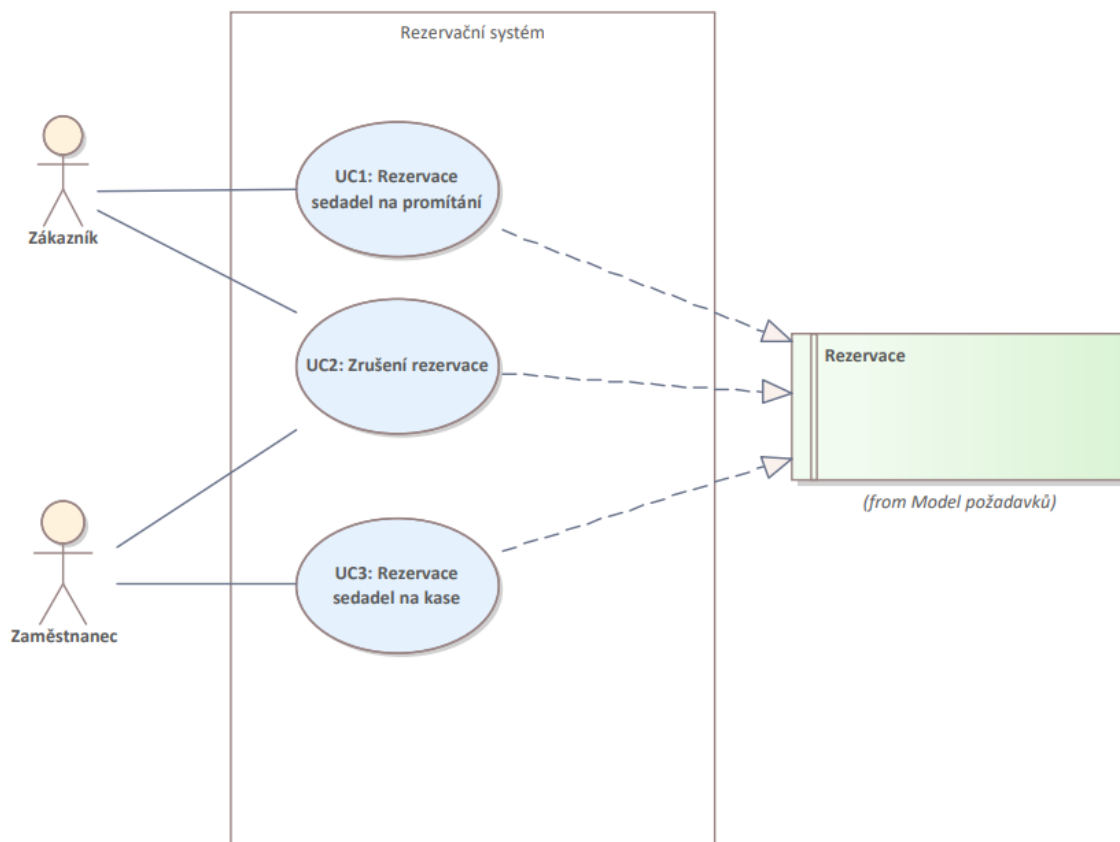 Rezervační systém
UC1: Rezervace
sedadel na promítání
Zákazník
UC2: Zrušení rezervace
Rezervace
(from Model požadavků)
UC3: Rezervace
sedadel na kase
Zaměstnanec